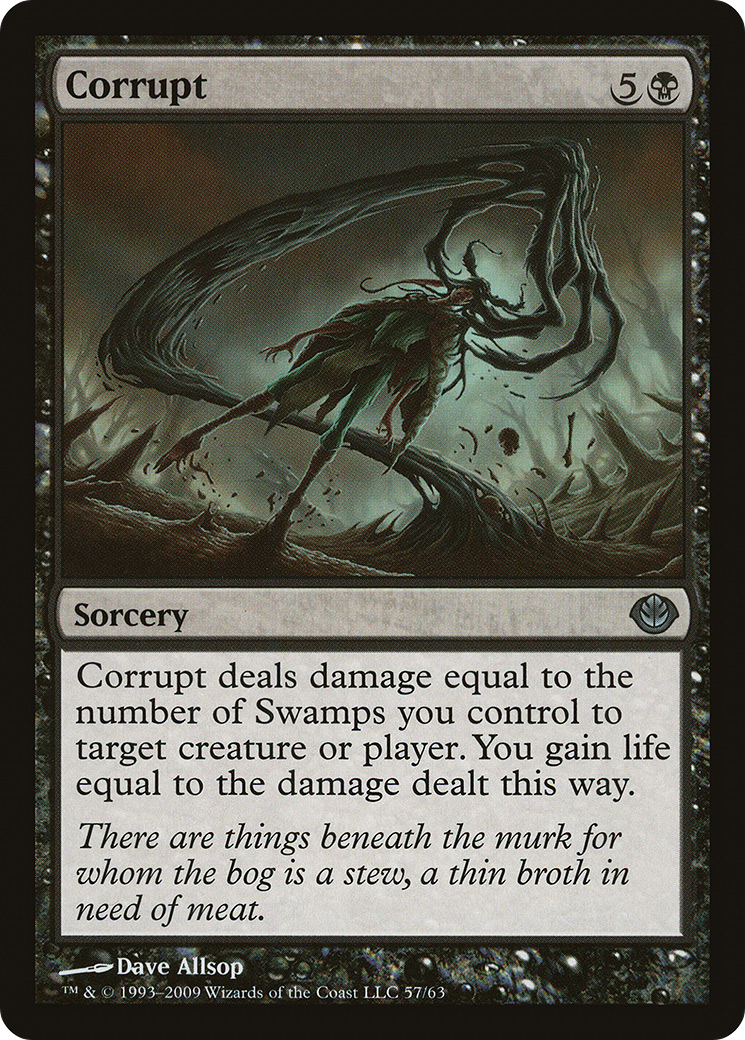 Corrupt 5
Sorcery
Corrupt deals damage equal to the
number of Swamps you control to
target creature or player. You gain life
equal to the damage dealt this way.
There are things beneath the murk for
whom the bog is a stew, a thin broth in
need of meat.
Dave Allsop
™ & © 1993–2009 Wizards of the Coast LLC 57/63